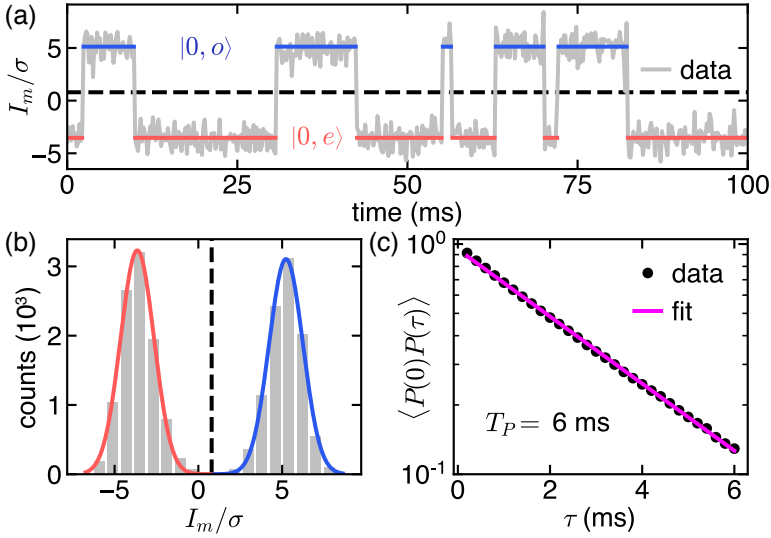 (a)
I_m/σ
5
0
−5
|0, o⟩
|0, e⟩
data
0 25 50 75 100
time (ms)
(b)
counts (10³)
3
2
1
0
−5 0 5
I_m/σ
(c)
⟨P(0)P(τ)⟩
10⁰
10⁻¹
data
fit
T_P = 6 ms
0 2 4 6
τ (ms)